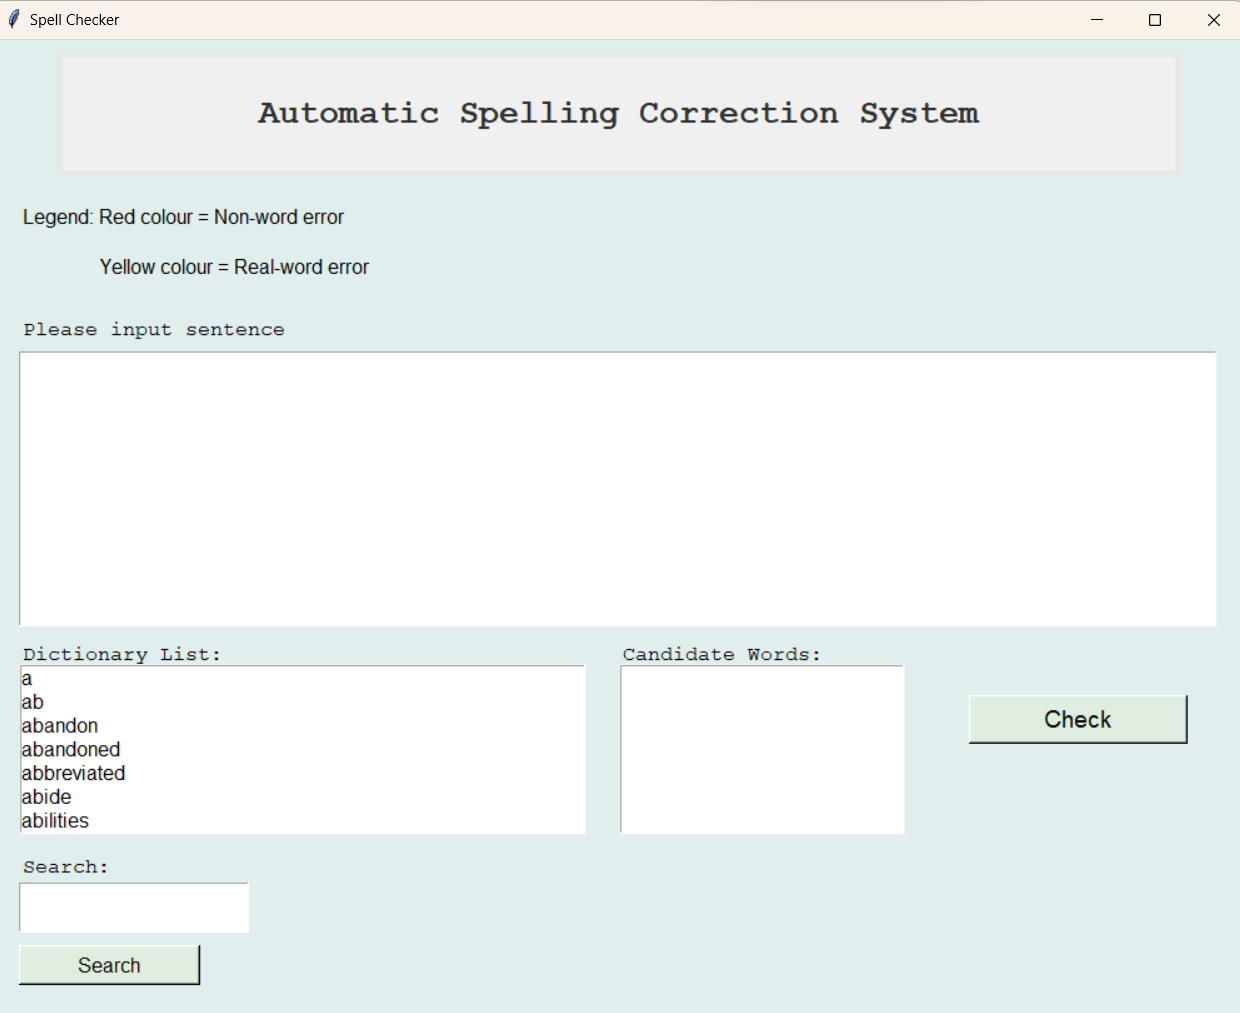 Spell Checker
Automatic Spelling Correction System
Legend: Red colour = Non-word error
Yellow colour = Real-word error
Please input sentence
Dictionary List:
a
ab
abandon
abandoned
abbreviated
abide
abilities
Candidate Words:
Check
Search:
Search